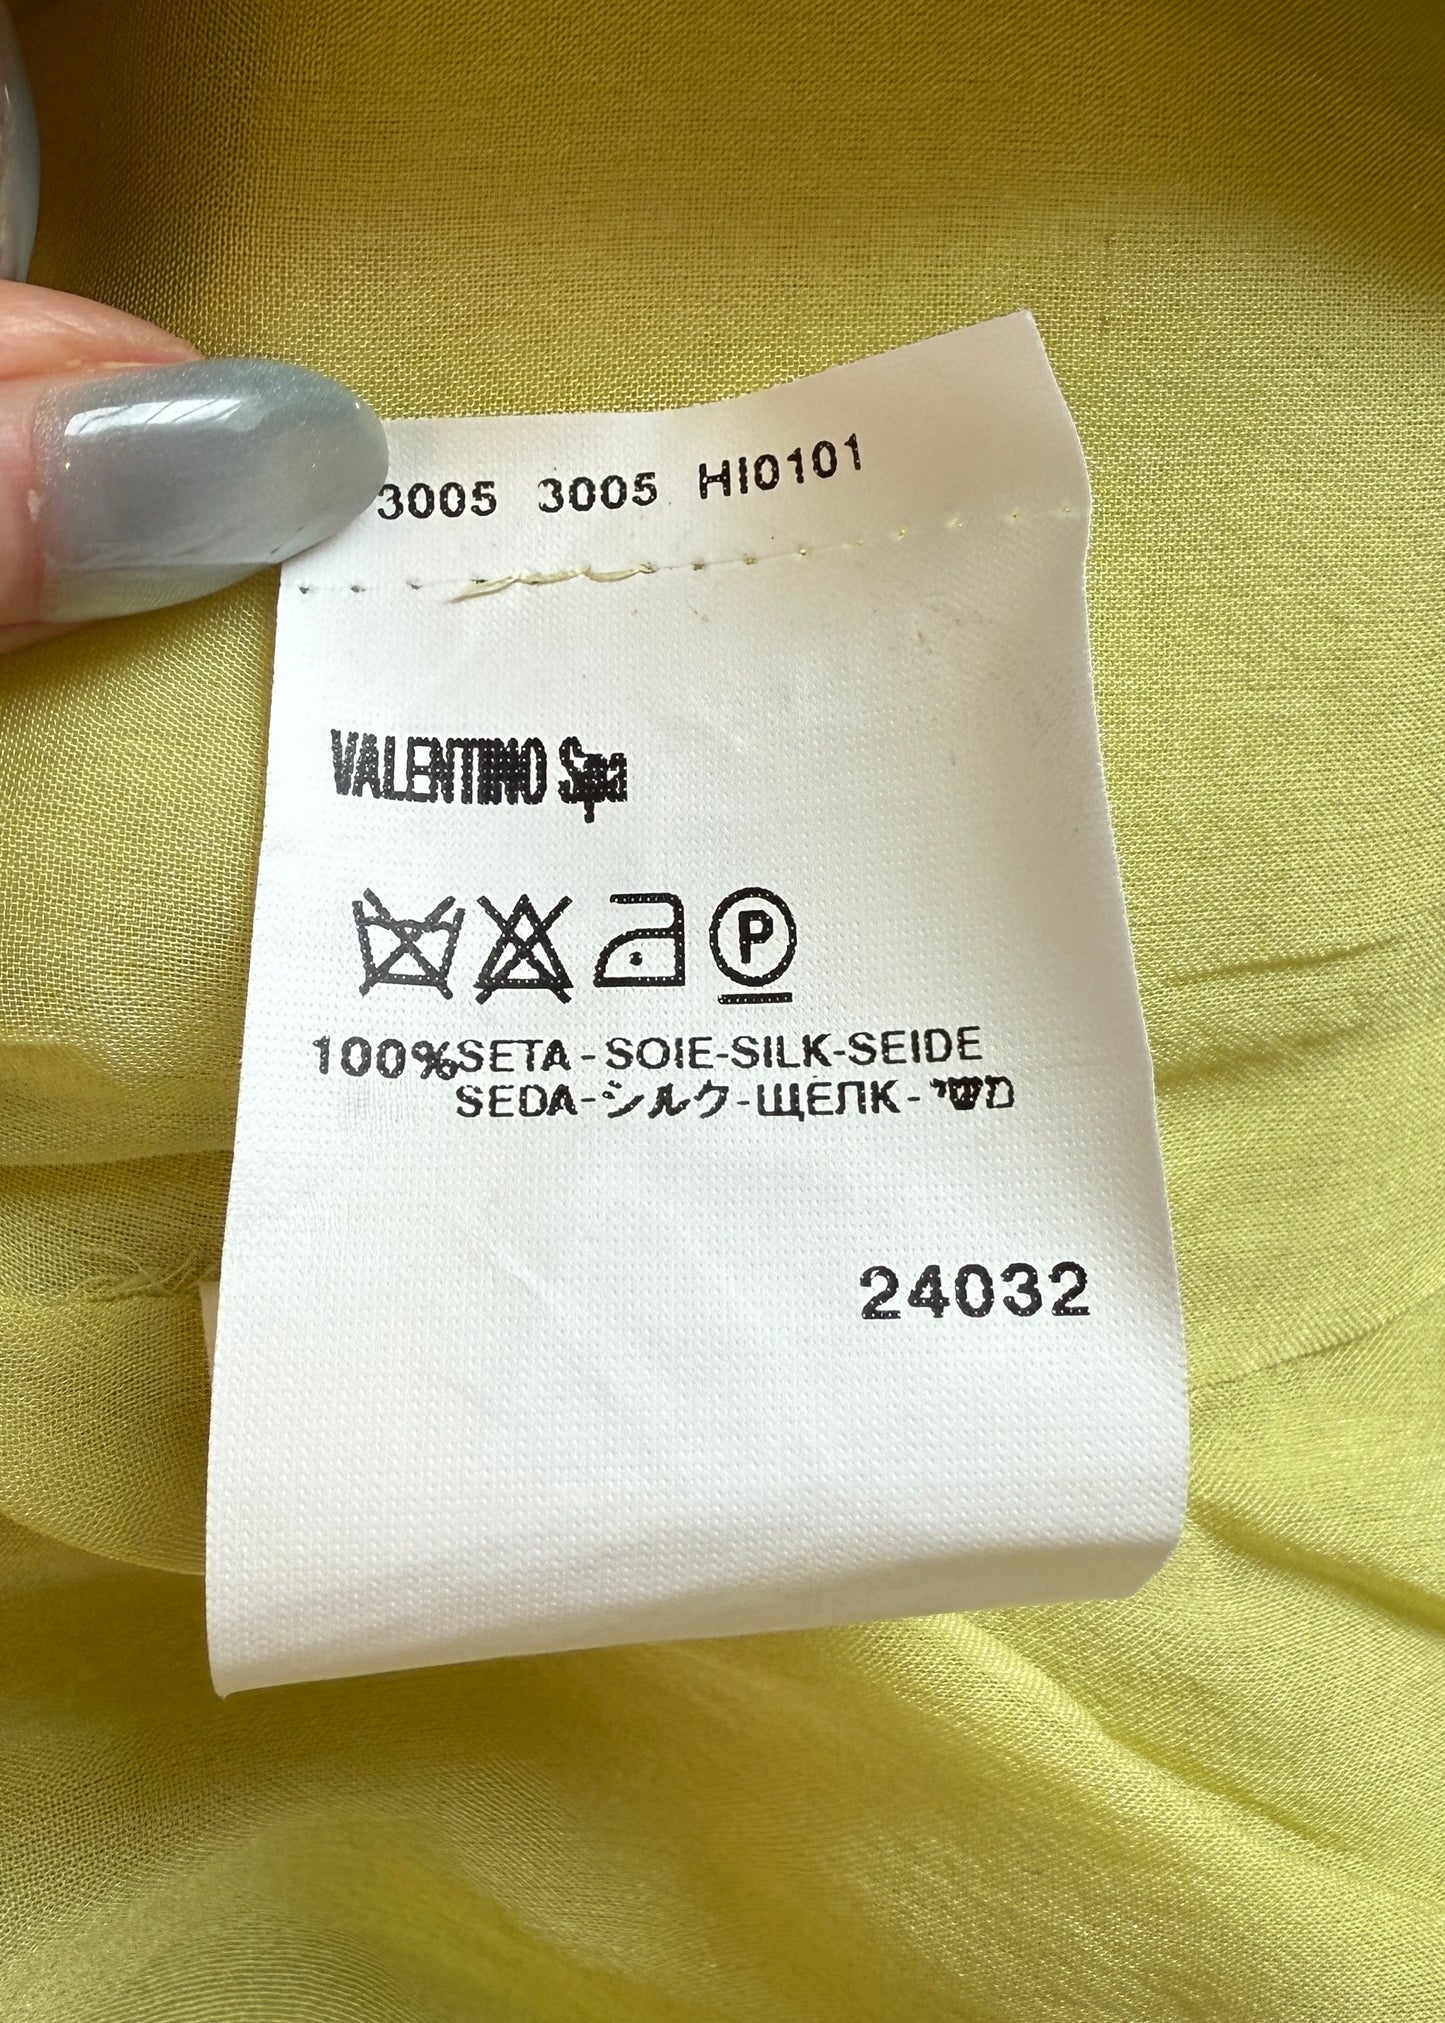 3005 3005 HI0101
VALENTINO Spa
P
100% SETA - SOIE-SILK-SEIDE
SEDA-シルク-ЩЕЛК-משי
24032